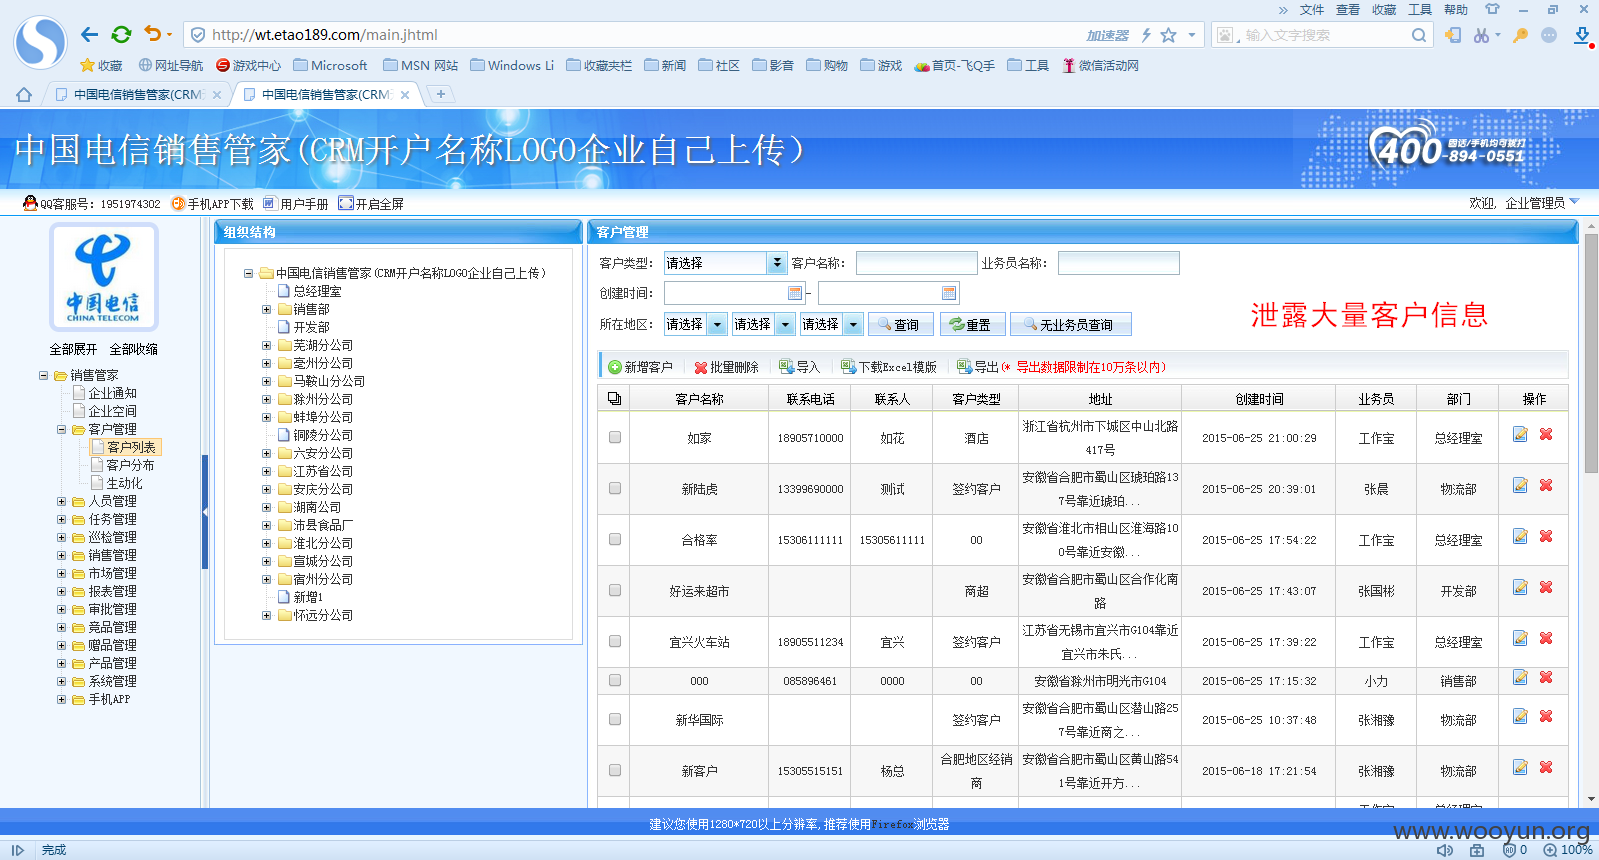 » 文件 查看 收藏 工具 帮助
http://wt.etao189.com/main.jhtml 加速器 输入文字搜索
收藏 网址导航 游戏中心 Microsoft MSN 网站 Windows Li 收藏夹栏 新闻 社区 影音 购物 游戏 首页-飞Q手 工具 微信活动网
中国电信销售管家(CRM 中国电信销售管家(CRM
中国电信销售管家(CRM开户名称LOGO企业自己上传)
400 固话/手机均可拨打
-894-0551
QQ客服号: 1951974302 手机APP下载 用户手册 开启全屏 欢迎, 企业管理员
中国电信
CHINA TELECOM
全部展开 全部收缩
销售管家
企业通知
企业空间
客户管理
客户列表
客户分布
生动化
人员管理
任务管理
巡检管理
销售管理
市场管理
报表管理
审批管理
竞品管理
赠品管理
产品管理
系统管理
手机APP
组织结构
中国电信销售管家(CRM开户名称LOGO企业自己上传)
总经理室
销售部
开发部
芜湖分公司
亳州分公司
马鞍山分公司
滁州分公司
蚌埠分公司
铜陵分公司
六安分公司
江苏省公司
安庆分公司
湖南公司
沛县食品厂
淮北分公司
宣城分公司
宿州分公司
新增1
怀远分公司
客户管理
客户类型: 请选择 客户名称: 业务员名称:
创建时间: -
所在地区: 请选择 请选择 请选择 查询 重置 无业务员查询
泄露大量客户信息
新增客户 批量删除 导入 下载Excel模版 导出(* 导出数据限制在10万条以内)
客户名称 联系电话 联系人 客户类型 地址 创建时间 业务员 部门 操作
如家 18905710000 如花 酒店 浙江省杭州市下城区中山北路417号 2015-06-25 21:00:29 工作宝 总经理室
新陆虎 13399690000 测试 签约客户 安徽省合肥市蜀山区琥珀路137号靠近琥珀... 2015-06-25 20:39:01 张晨 物流部
合格率 15306111111 15305611111 00 安徽省淮北市相山区淮海路100号靠近安徽... 2015-06-25 17:54:22 工作宝 总经理室
好运来超市 商超 安徽省合肥市蜀山区合作化南路 2015-06-25 17:43:07 张国彬 开发部
宜兴火车站 18905511234 宜兴 签约客户 江苏省无锡市宜兴市G104靠近宜兴市朱氏... 2015-06-25 17:39:22 工作宝 总经理室
000 085896461 0000 00 安徽省滁州市明光市G104 2015-06-25 17:15:32 小力 销售部
新华国际 签约客户 安徽省合肥市蜀山区潜山路257号靠近商之... 2015-06-25 10:37:48 张湘豫 物流部
新客户 15305515151 杨总 合肥地区经销商 安徽省合肥市蜀山区黄山路541号靠近开方... 2015-06-18 17:21:54 张湘豫 物流部
工作宝 总经理室
建议您使用1280*720以上分辨率,推荐使用Firefox浏览器
www.wooyun.org
完成 0 100%